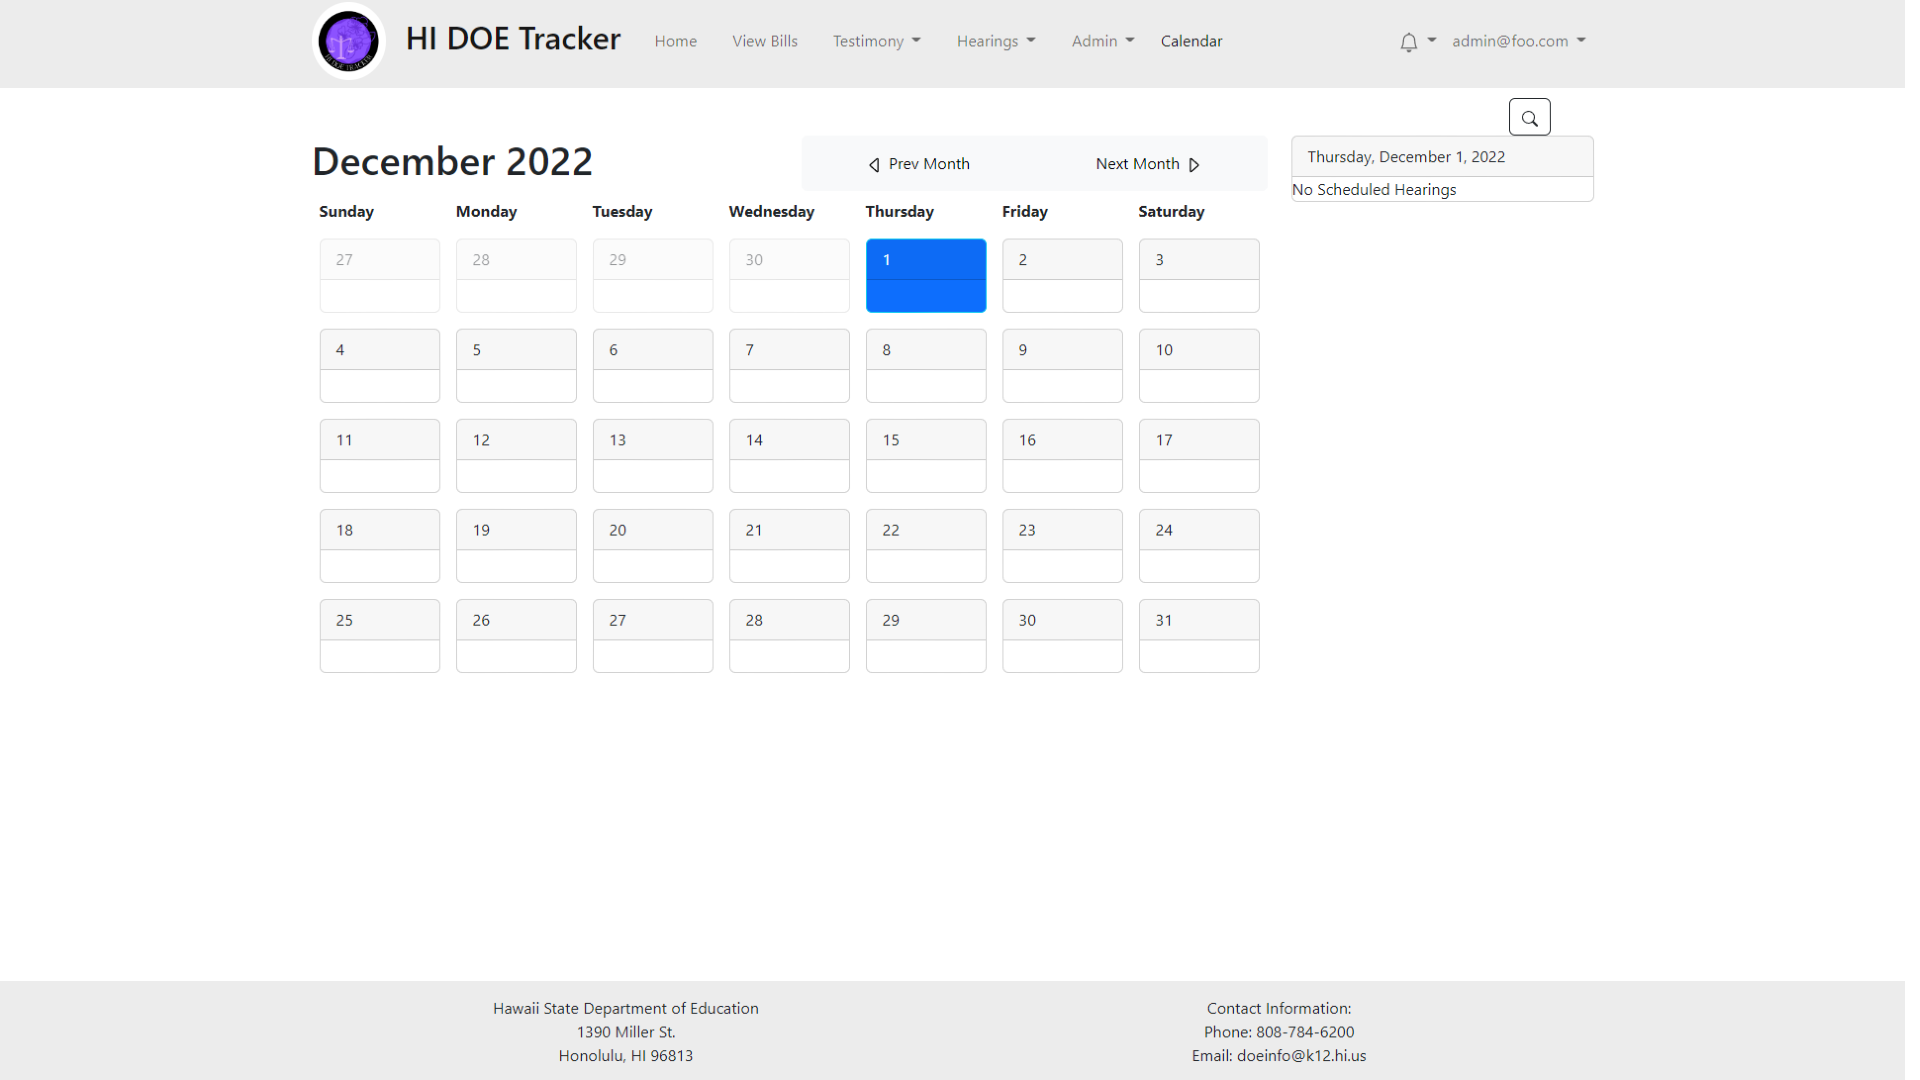 HI DOE TRACKER
HI DOE Tracker Home View Bills Testimony Hearings Admin Calendar admin@foo.com
December 2022 Prev Month Next Month
Thursday, December 1, 2022
No Scheduled Hearings
Sunday Monday Tuesday Wednesday Thursday Friday Saturday
27 28 29 30 1 2 3
4 5 6 7 8 9 10
11 12 13 14 15 16 17
18 19 20 21 22 23 24
25 26 27 28 29 30 31
Hawaii State Department of Education
1390 Miller St.
Honolulu, HI 96813
Contact Information:
Phone: 808-784-6200
Email: doeinfo@k12.hi.us